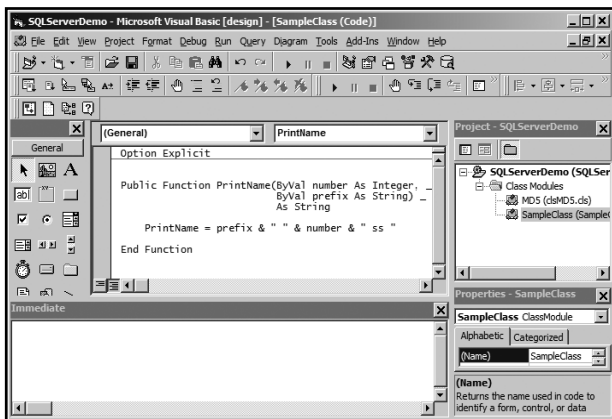 SQLServerDemo - Microsoft Visual Basic [design] - [SampleClass (Code)]
File Edit View Project Format Debug Run Query Diagram Tools Add-Ins Window Help
General
A
ab|
(General)
PrintName
Option Explicit
Public Function PrintName(ByVal number As Integer, _
ByVal prefix As String) _
As String
PrintName = prefix & " " & number & " ss "
End Function
Immediate
Project - SQLServerDemo
SQLServerDemo (SQLSer
Class Modules
MD5 (clsMD5.cls)
SampleClass (Sample
Properties - SampleClass
SampleClass ClassModule
Alphabetic Categorized
(Name) SampleClass
(Name)
Returns the name used in code to
identify a form, control, or data